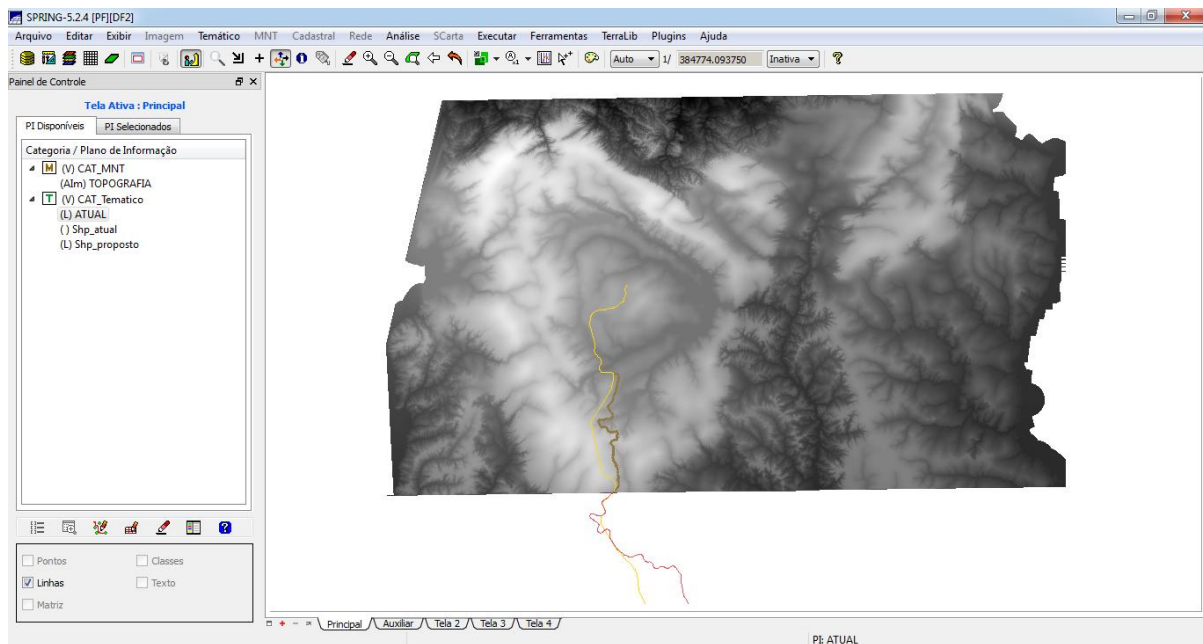 SPRING-5.2.4 [PF][DF2]
Arquivo Editar Exibir Imagem Temático MNT Cadastral Rede Análise SCarta Executar Ferramentas TerraLib Plugins Ajuda
Auto 1/ 384774.093750 Inativa
Painel de Controle
Tela Ativa : Principal
PI Disponíveis PI Selecionados
Categoria / Plano de Informação
M (V) CAT_MNT
(AIm) TOPOGRAFIA
T (V) CAT_Tematico
(L) ATUAL
( ) Shp_atual
(L) Shp_proposto
Pontos Classes
Linhas Texto
Matriz
Principal Auxiliar Tela 2 Tela 3 Tela 4
PI: ATUAL